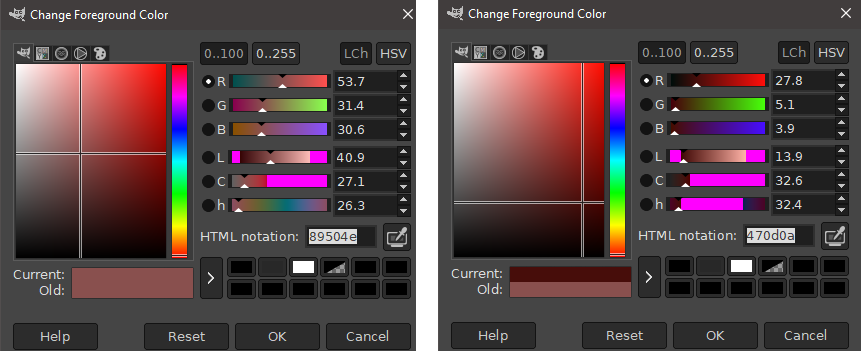 Change Foreground Color
0..100 0..255 LCh HSV
R 53.7
G 31.4
B 30.6
L 40.9
C 27.1
h 26.3
HTML notation: 89504e
Current:
Old:
Help Reset OK Cancel
Change Foreground Color
0..100 0..255 LCh HSV
R 27.8
G 5.1
B 3.9
L 13.9
C 32.6
h 32.4
HTML notation: 470d0a
Current:
Old:
Help Reset OK Cancel